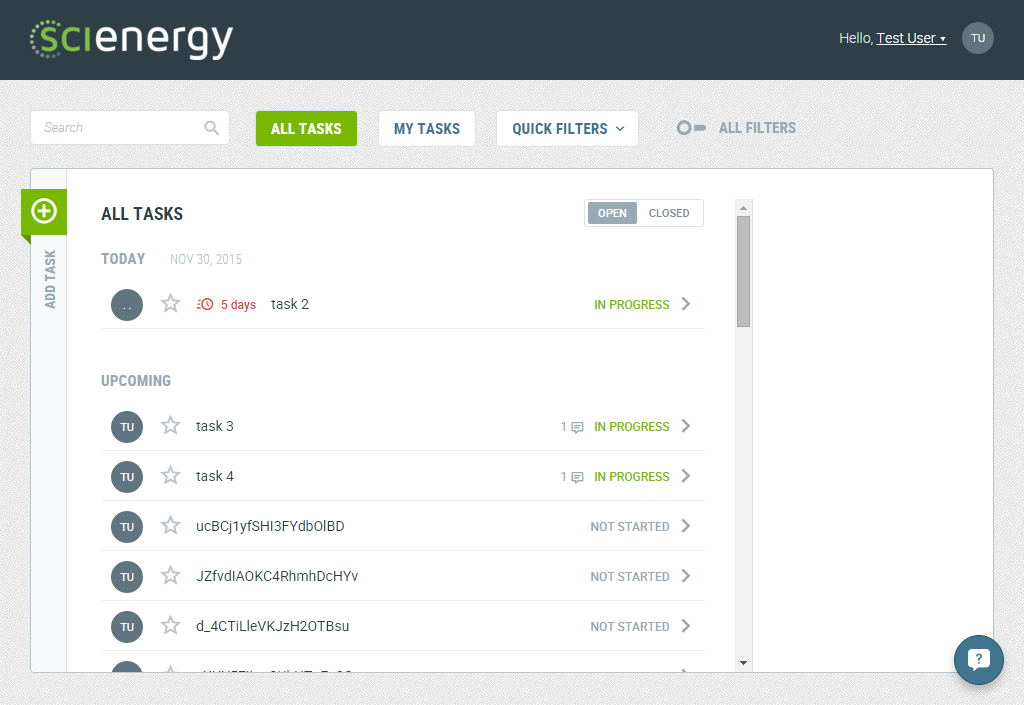 scienergy
Hello, Test User
TU
Search
ALL TASKS
MY TASKS
QUICK FILTERS
ALL FILTERS
ADD TASK
ALL TASKS
OPEN
CLOSED
TODAY
NOV 30, 2015
. .
5 days
task 2
IN PROGRESS
UPCOMING
TU
task 3
1
IN PROGRESS
TU
task 4
1
IN PROGRESS
TU
ucBCj1yfSHI3FYdbOlBD
NOT STARTED
TU
JZfvdIAOKC4RhmhDcHYv
NOT STARTED
TU
d_4CTiLleVKJzH2OTBsu
NOT STARTED
?